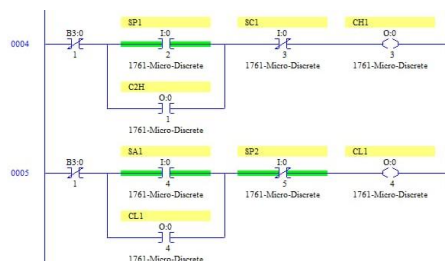 SP1 SC1 CH1
0004 B3:0 I:0 I:0 O:0
1 2 3 3
1761-Micro-Discrete 1761-Micro-Discrete 1761-Micro-Discrete
C2H
O:0
1
1761-Micro-Discrete
SA1 SP2 CL1
0005 B3:0 I:0 I:0 O:0
1 4 5 4
1761-Micro-Discrete 1761-Micro-Discrete 1761-Micro-Discrete
CL1
O:0
4
1761-Micro-Discrete